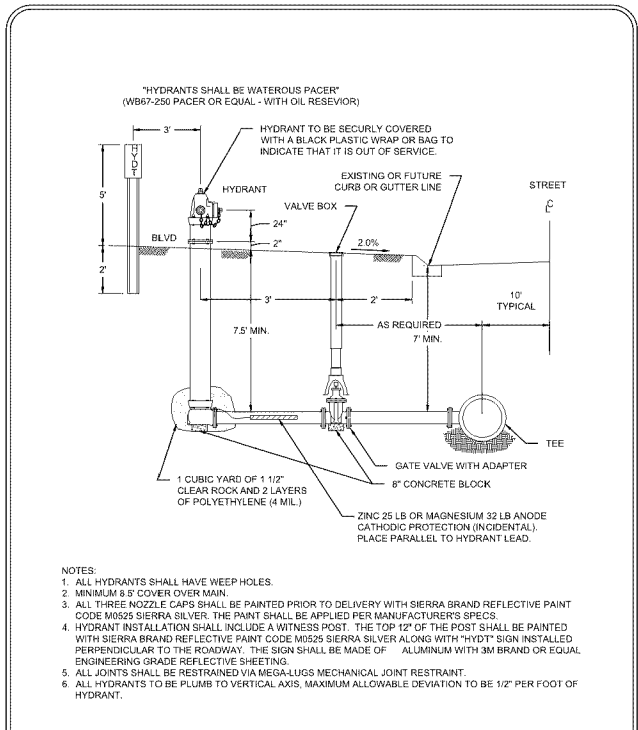 "HYDRANTS SHALL BE WATEROUS PACER"
(WB67-250 PACER OR EQUAL - WITH OIL RESEVIOR)
3'
HYDRANT TO BE SECURLY COVERED
WITH A BLACK PLASTIC WRAP OR BAG TO
INDICATE THAT IT IS OUT OF SERVICE.
HYDT
EXISTING OR FUTURE
CURB OR GUTTER LINE
STREET
CL
HYDRANT
VALVE BOX
5'
24"
BLVD
2"
2.0%
2'
3'
2'
10'
TYPICAL
7.5' MIN.
AS REQUIRED
7' MIN.
TEE
GATE VALVE WITH ADAPTER
1 CUBIC YARD OF 1 1/2"
CLEAR ROCK AND 2 LAYERS
OF POLYETHYLENE (4 MIL.)
8" CONCRETE BLOCK
ZINC 25 LB OR MAGNESIUM 32 LB ANODE
CATHODIC PROTECTION (INCIDENTAL).
PLACE PARALLEL TO HYDRANT LEAD.
NOTES:
1. ALL HYDRANTS SHALL HAVE WEEP HOLES.
2. MINIMUM 8.5' COVER OVER MAIN.
3. ALL THREE NOZZLE CAPS SHALL BE PAINTED PRIOR TO DELIVERY WITH SIERRA BRAND REFLECTIVE PAINT
CODE M0525 SIERRA SILVER. THE PAINT SHALL BE APPLIED PER MANUFACTURER'S SPECS.
4. HYDRANT INSTALLATION SHALL INCLUDE A WITNESS POST. THE TOP 12" OF THE POST SHALL BE PAINTED
WITH SIERRA BRAND REFLECTIVE PAINT CODE M0525 SIERRA SILVER ALONG WITH "HYDT" SIGN INSTALLED
PERPENDICULAR TO THE ROADWAY. THE SIGN SHALL BE MADE OF ALUMINUM WITH 3M BRAND OR EQUAL
ENGINEERING GRADE REFLECTIVE SHEETING.
5. ALL JOINTS SHALL BE RESTRAINED VIA MEGA-LUGS MECHANICAL JOINT RESTRAINT.
6. ALL HYDRANTS TO BE PLUMB TO VERTICAL AXIS, MAXIMUM ALLOWABLE DEVIATION TO BE 1/2" PER FOOT OF
HYDRANT.